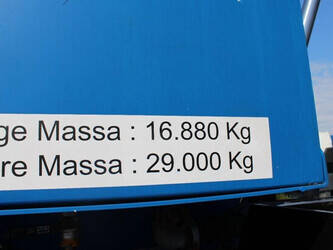 ge Massa : 16.880 Kg
re Massa : 29.000 Kg